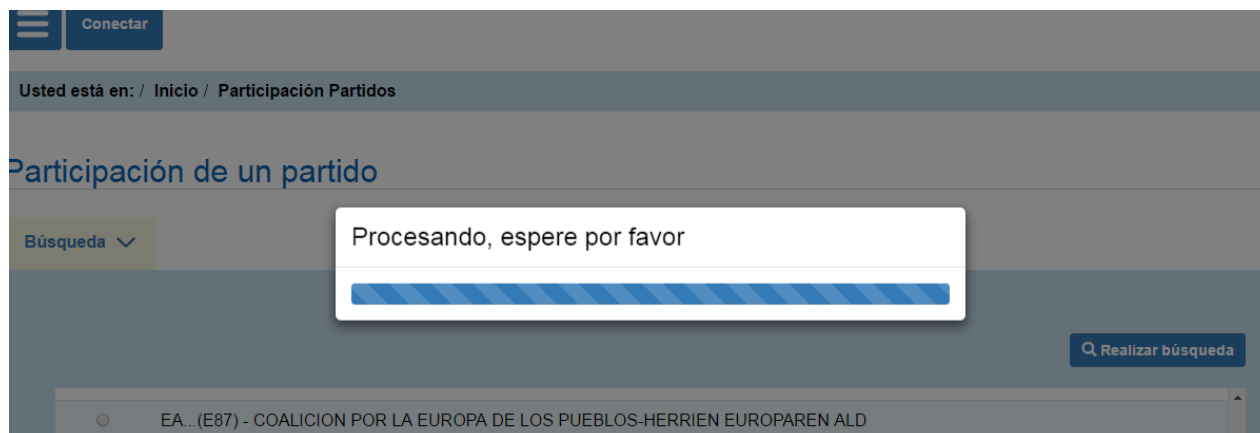 Conectar
Usted está en: / Inicio / Participación Partidos
Participación de un partido
Búsqueda
Procesando, espere por favor
Realizar búsqueda
EA...(E87) - COALICION POR LA EUROPA DE LOS PUEBLOS-HERRIEN EUROPAREN ALD